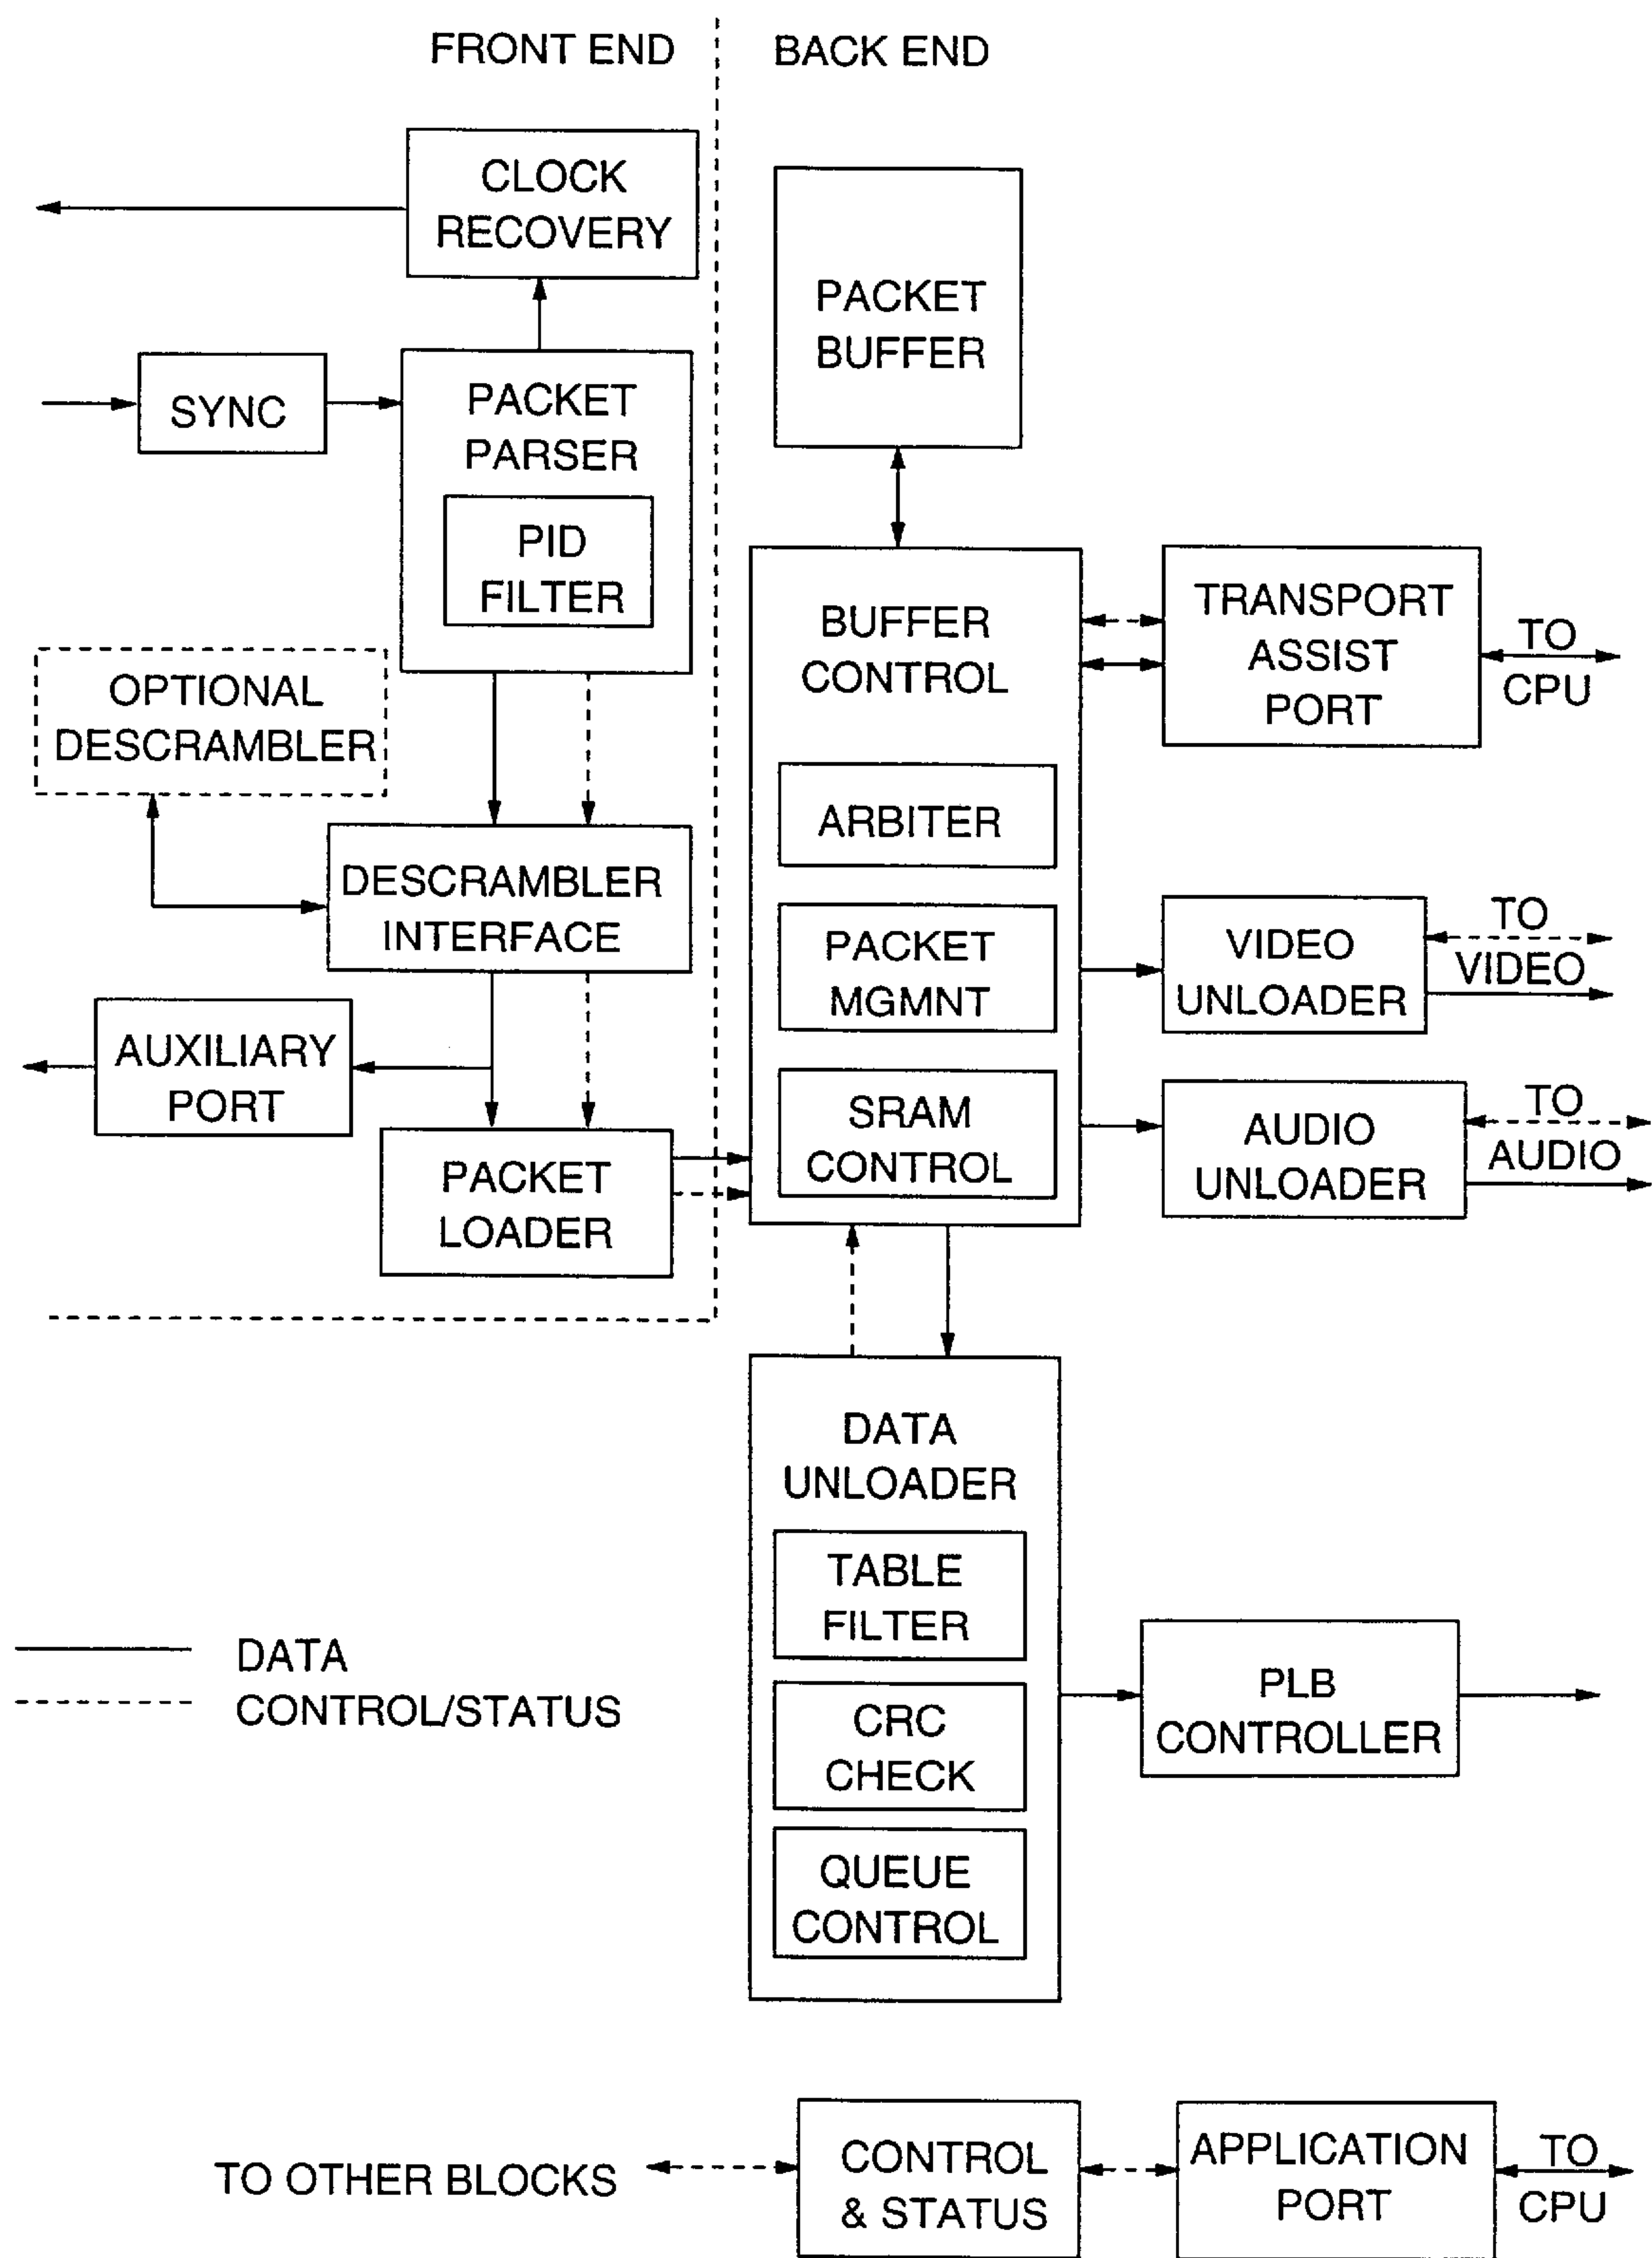 FRONT END
BACK END
CLOCK
RECOVERY
PACKET
BUFFER
SYNC
PACKET
PARSER
PID
FILTER
OPTIONAL
DESCRAMBLER
BUFFER
CONTROL
TRANSPORT
ASSIST
PORT
TO
CPU
ARBITER
DESCRAMBLER
INTERFACE
PACKET
MGMNT
VIDEO
UNLOADER
TO
VIDEO
AUXILIARY
PORT
SRAM
CONTROL
AUDIO
UNLOADER
TO
AUDIO
PACKET
LOADER
DATA
UNLOADER
TABLE
FILTER
CRC
CHECK
QUEUE
CONTROL
PLB
CONTROLLER
DATA
CONTROL/STATUS
TO OTHER BLOCKS
CONTROL
& STATUS
APPLICATION
PORT
TO
CPU